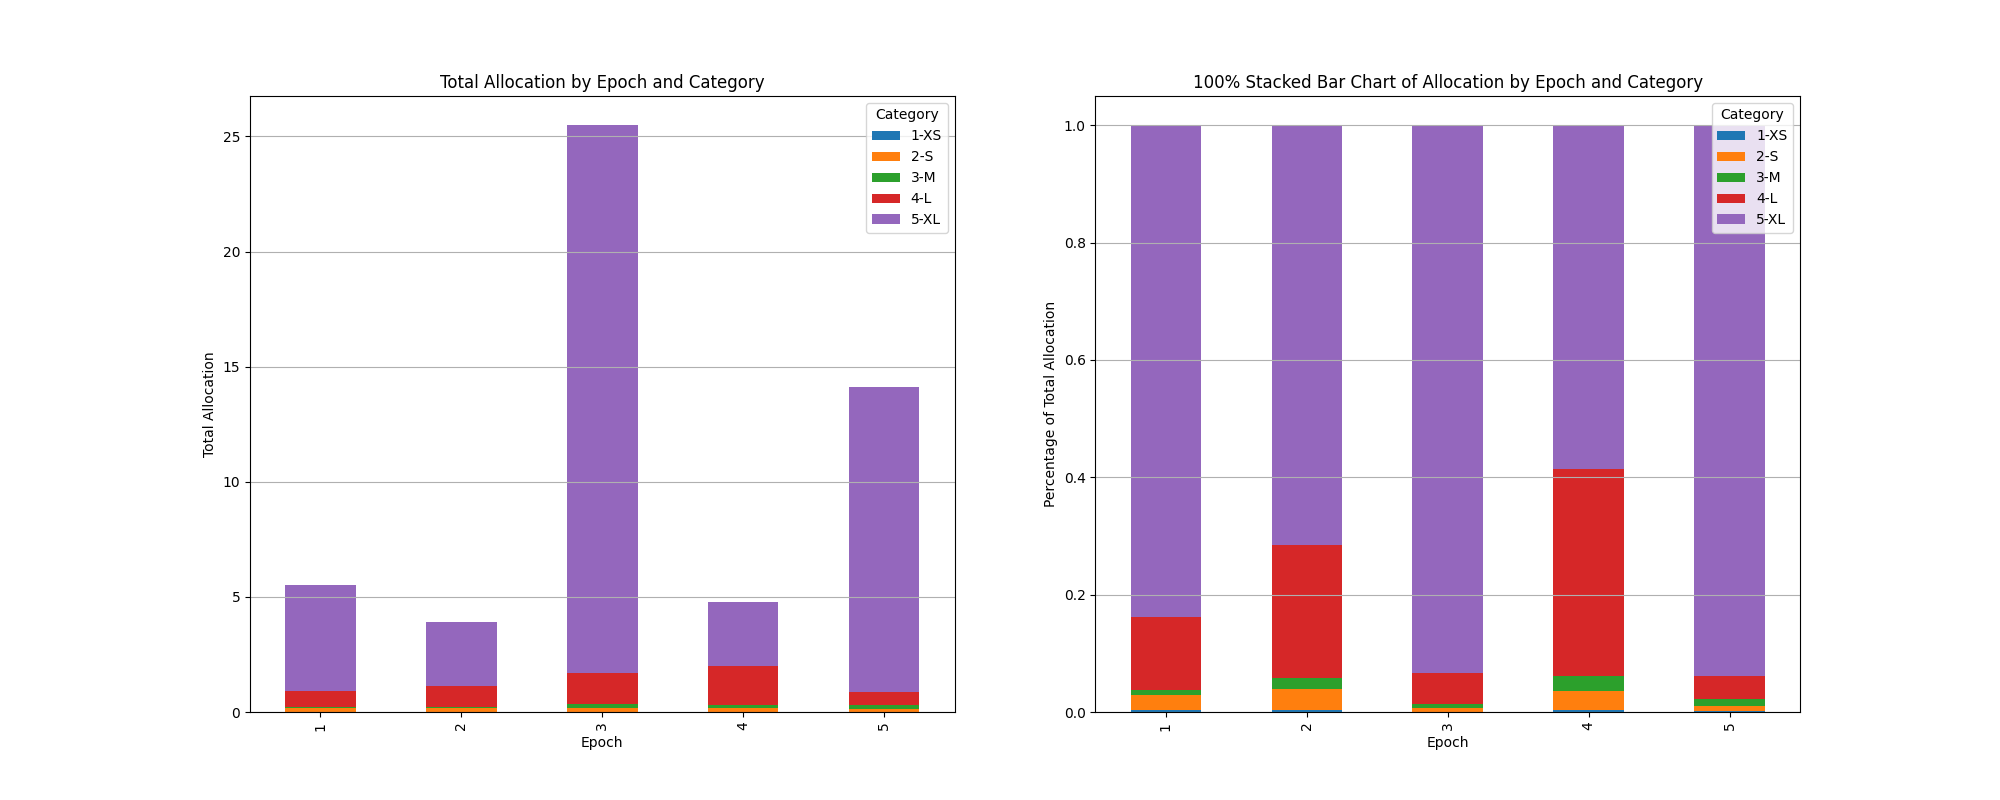 Total Allocation by Epoch and Category
Total Allocation
25
20
15
10
5
0
1
2
3
4
5
Epoch
Category
1-XS
2-S
3-M
4-L
5-XL
100% Stacked Bar Chart of Allocation by Epoch and Category
Percentage of Total Allocation
1.0
0.8
0.6
0.4
0.2
0.0
1
2
3
4
5
Epoch
Category
1-XS
2-S
3-M
4-L
5-XL